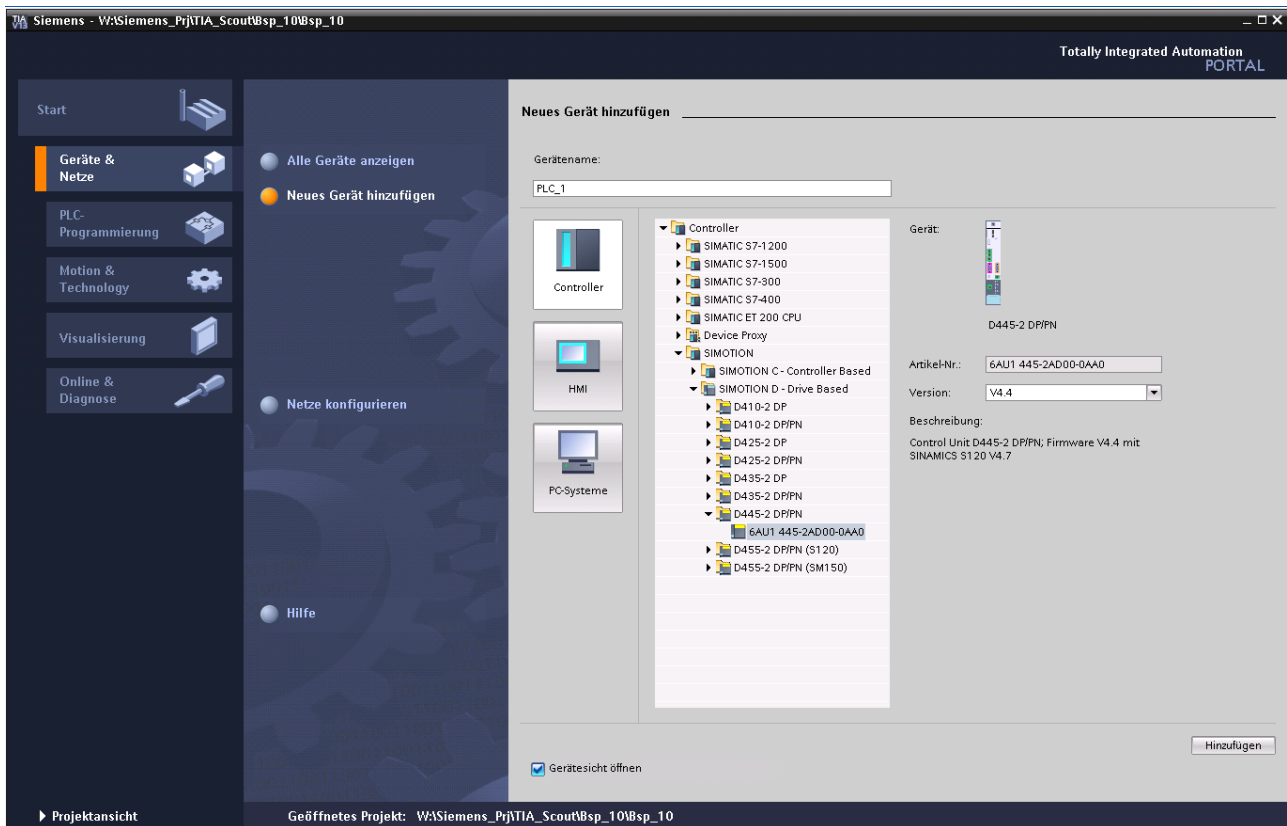 TIA V13 Siemens - W:\Siemens_Prj\TIA_Scout\Bsp_10\Bsp_10
Totally Integrated Automation
PORTAL
Start
Geräte &
Netze
PLC-
Programmierung
Motion &
Technology
Visualisierung
Online &
Diagnose
Projektansicht
Alle Geräte anzeigen
Neues Gerät hinzufügen
Netze konfigurieren
Hilfe
Neues Gerät hinzufügen
Gerätename:
PLC_1
Controller
HMI
PC-Systeme
Controller
SIMATIC S7-1200
SIMATIC S7-1500
SIMATIC S7-300
SIMATIC S7-400
SIMATIC ET 200 CPU
Device Proxy
SIMOTION
SIMOTION C - Controller Based
SIMOTION D - Drive Based
D410-2 DP
D410-2 DP/PN
D425-2 DP
D425-2 DP/PN
D435-2 DP
D435-2 DP/PN
D445-2 DP/PN
6AU1 445-2AD00-0AA0
D455-2 DP/PN (S120)
D455-2 DP/PN (SM150)
Gerät:
D445-2 DP/PN
Artikel-Nr.: 6AU1 445-2AD00-0AA0
Version: V4.4
Beschreibung:
Control Unit D445-2 DP/PN; Firmware V4.4 mit
SINAMICS S120 V4.7
Hinzufügen
Gerätesicht öffnen
Geöffnetes Projekt: W:\Siemens_Prj\TIA_Scout\Bsp_10\Bsp_10